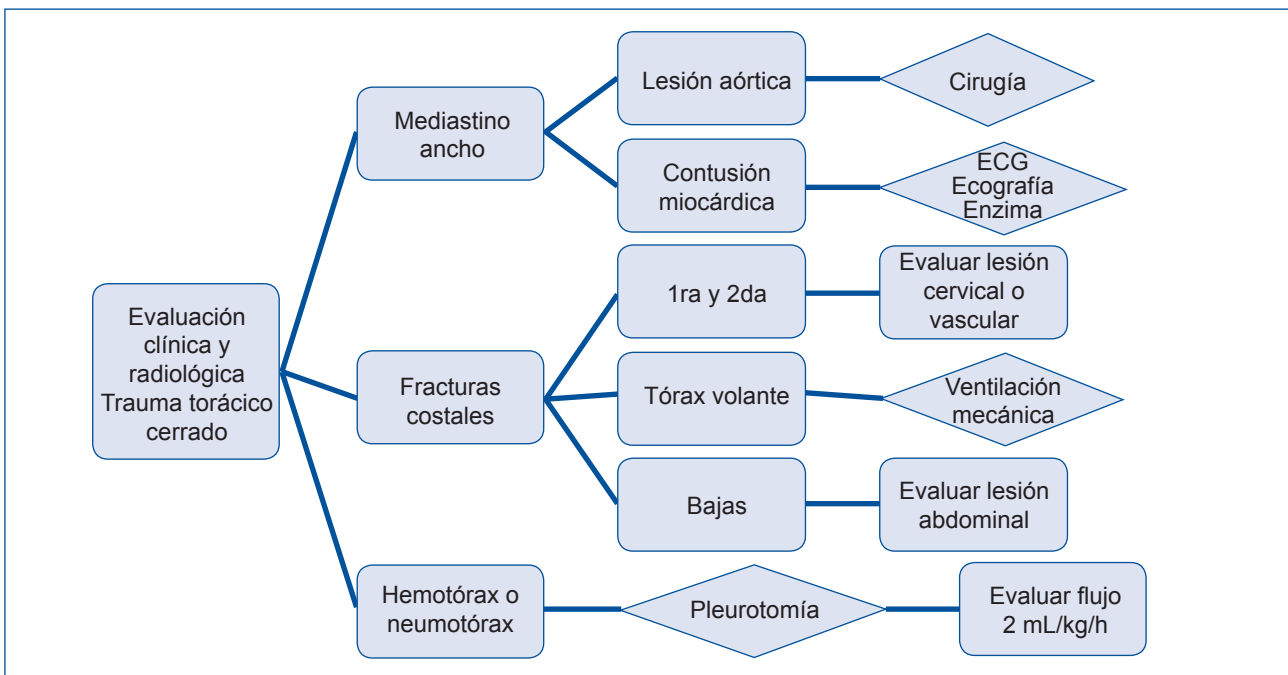 Evaluación
clínica y
radiológica
Trauma torácico
cerrado
Mediastino
ancho
Lesión aórtica
Cirugía
Contusión
miocárdica
ECG
Ecografía
Enzima
Fracturas
costales
1ra y 2da
Evaluar lesión
cervical o
vascular
Tórax volante
Ventilación
mecánica
Bajas
Evaluar lesión
abdominal
Hemotórax o
neumotórax
Pleurotomía
Evaluar flujo
2 mL/kg/h